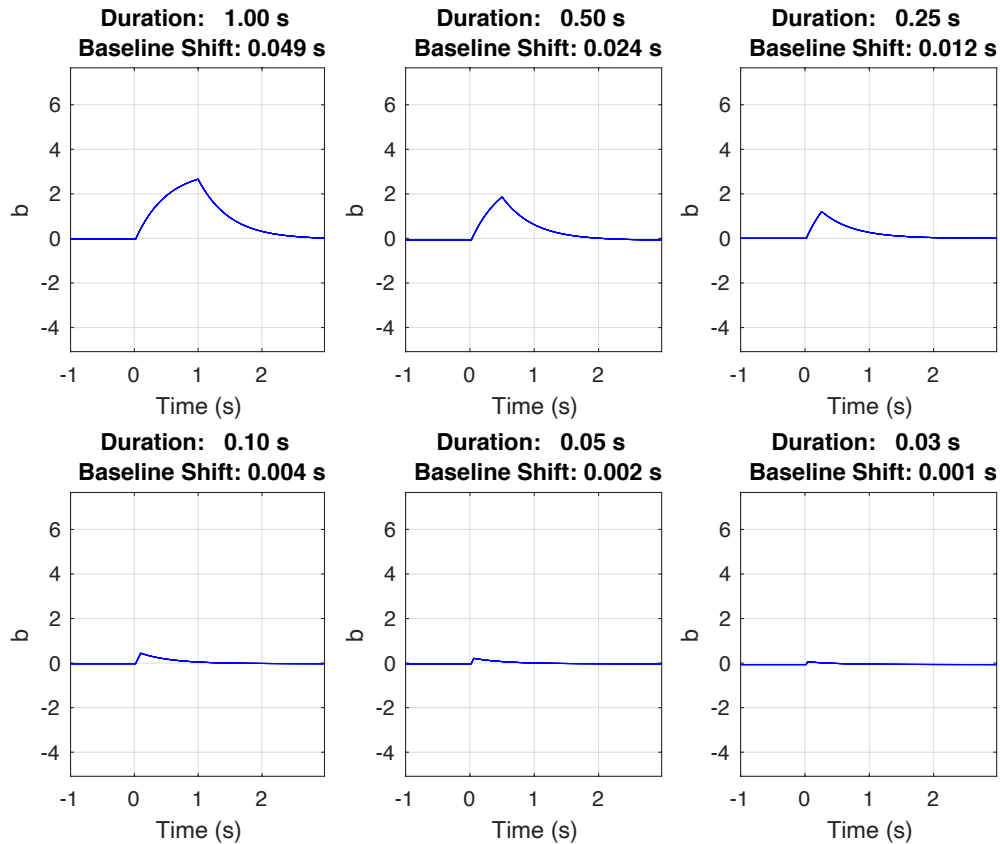 Duration: 1.00 s
Baseline Shift: 0.049 s
6
4
2
0
-2
-4
b
-1 0 1 2
Time (s)
Duration: 0.50 s
Baseline Shift: 0.024 s
6
4
2
0
-2
-4
b
-1 0 1 2
Time (s)
Duration: 0.25 s
Baseline Shift: 0.012 s
6
4
2
0
-2
-4
b
-1 0 1 2
Time (s)
Duration: 0.10 s
Baseline Shift: 0.004 s
6
4
2
0
-2
-4
b
-1 0 1 2
Time (s)
Duration: 0.05 s
Baseline Shift: 0.002 s
6
4
2
0
-2
-4
b
-1 0 1 2
Time (s)
Duration: 0.03 s
Baseline Shift: 0.001 s
6
4
2
0
-2
-4
b
-1 0 1 2
Time (s)